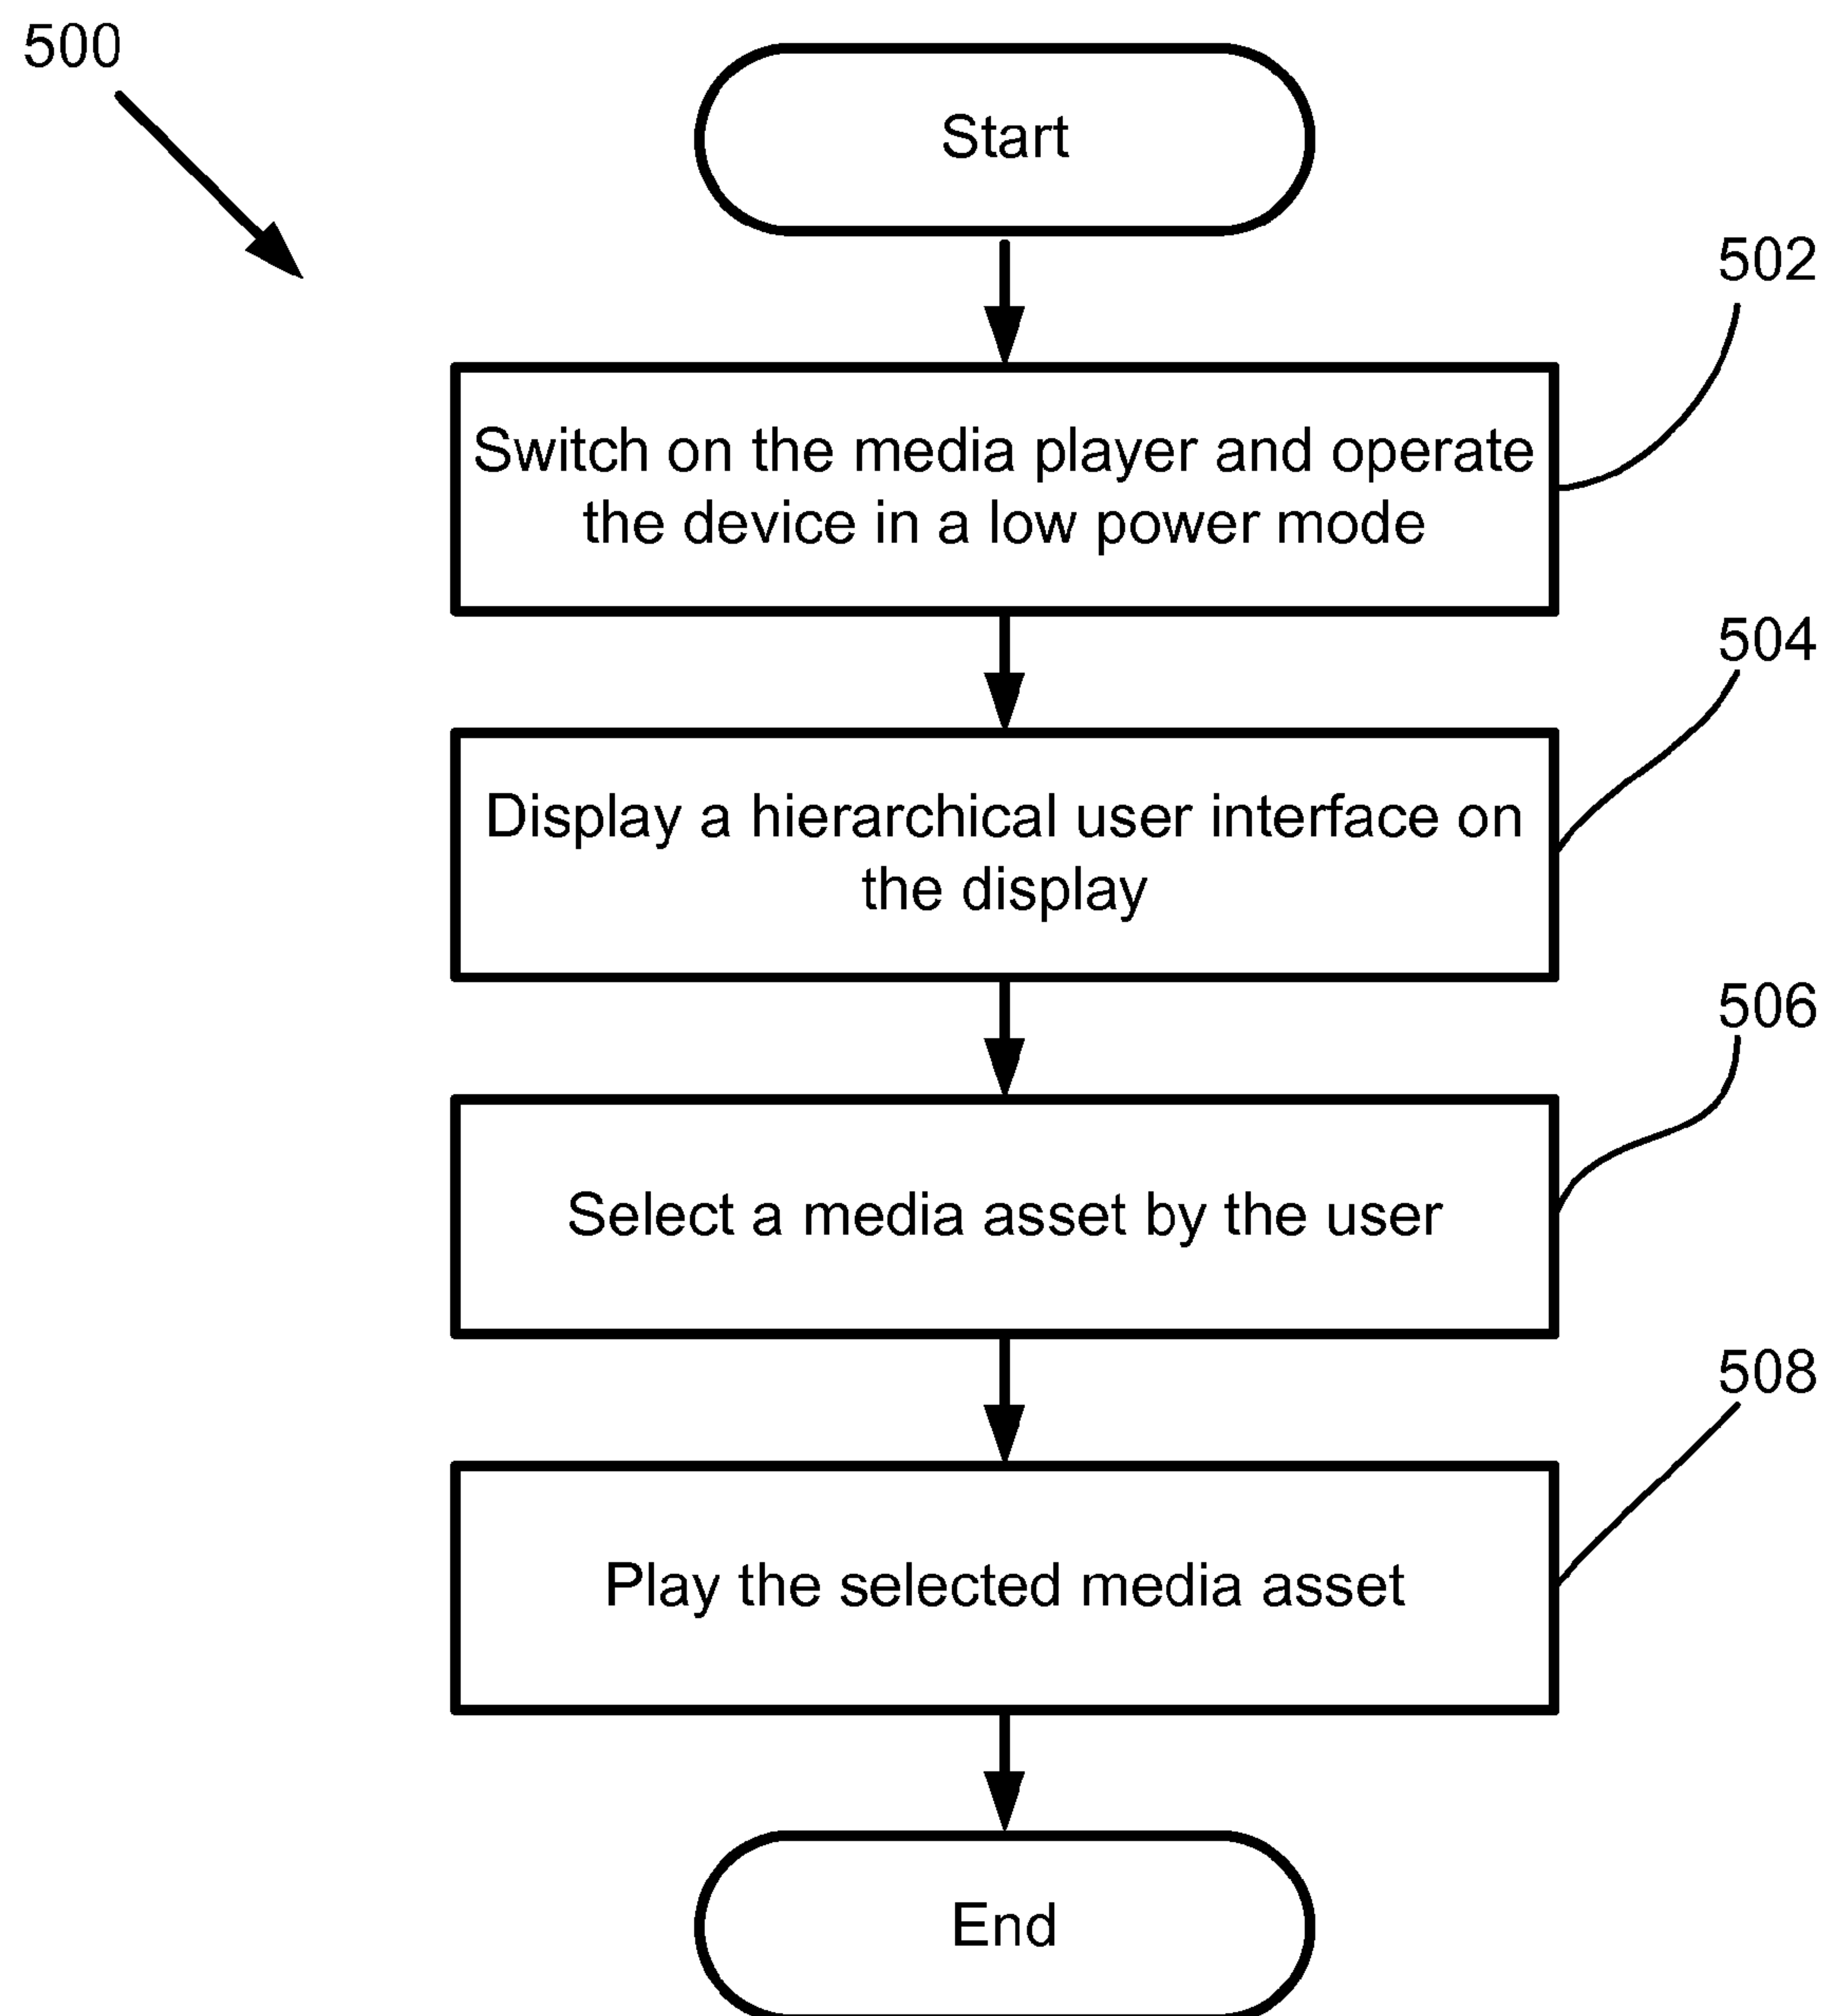 500
Start
502
Switch on the media player and operate
the device in a low power mode
504
Display a hierarchical user interface on
the display
506
Select a media asset by the user
508
Play the selected media asset
End